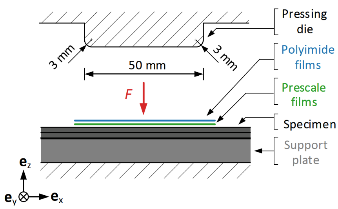 Pressing
die
3 mm
3 mm
50 mm
Polyimide
films
F
Prescale
films
Specimen
Support
plate
e_z
e_y
e_x